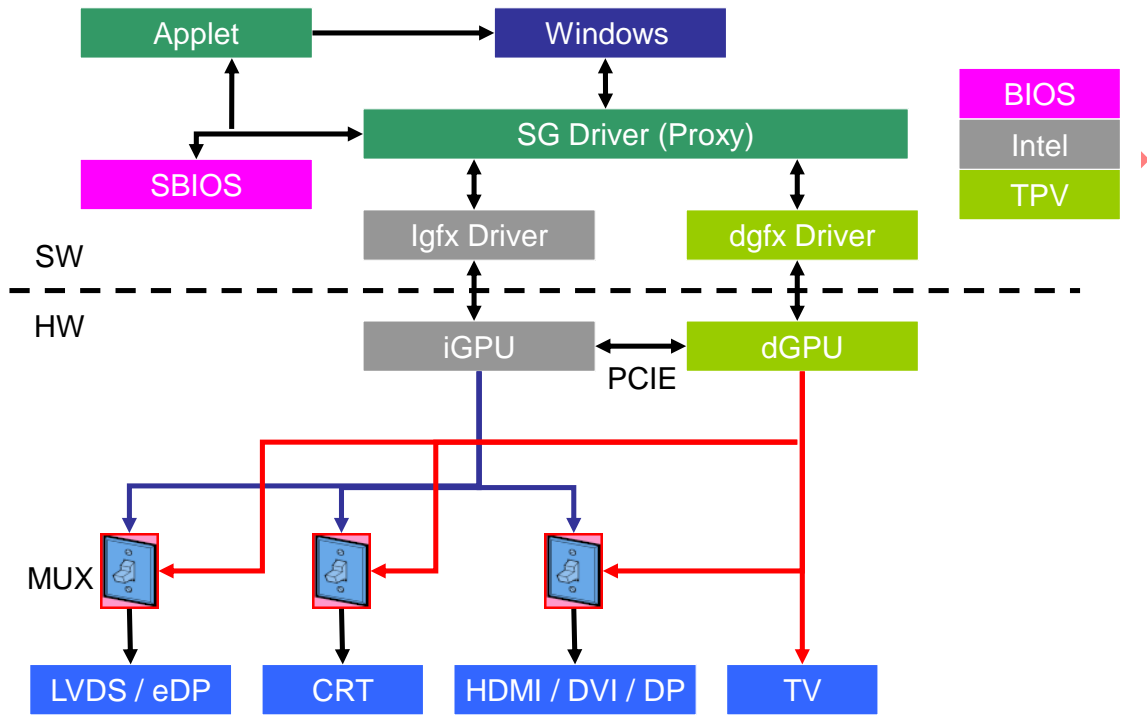 Applet
Windows
BIOS
SG Driver (Proxy)
Intel
SBIOS
TPV
Igfx Driver
dgfx Driver
SW
HW
iGPU
dGPU
PCIE
MUX
LVDS / eDP
CRT
HDMI / DVI / DP
TV